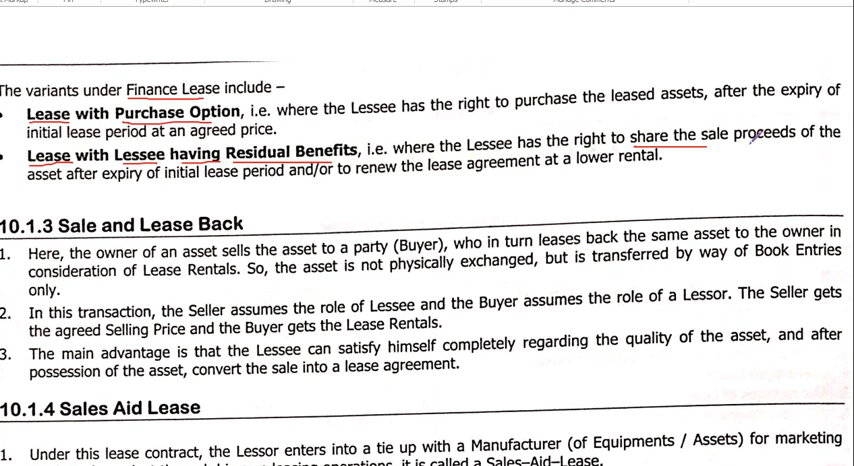 The variants under Finance Lease include –
• Lease with Purchase Option, i.e. where the Lessee has the right to purchase the leased assets, after the expiry of
initial lease period at an agreed price.
• Lease with Lessee having Residual Benefits, i.e. where the Lessee has the right to share the sale proceeds of the
asset after expiry of initial lease period and/or to renew the lease agreement at a lower rental.
10.1.3 Sale and Lease Back
1. Here, the owner of an asset sells the asset to a party (Buyer), who in turn leases back the same asset to the owner in
consideration of Lease Rentals. So, the asset is not physically exchanged, but is transferred by way of Book Entries
only.
2. In this transaction, the Seller assumes the role of Lessee and the Buyer assumes the role of a Lessor. The Seller gets
the agreed Selling Price and the Buyer gets the Lease Rentals.
3. The main advantage is that the Lessee can satisfy himself completely regarding the quality of the asset, and after
possession of the asset, convert the sale into a lease agreement.
10.1.4 Sales Aid Lease
1. Under this lease contract, the Lessor enters into a tie up with a Manufacturer (of Equipments / Assets) for marketing
operations, it is called a Sales–Aid–Lease.